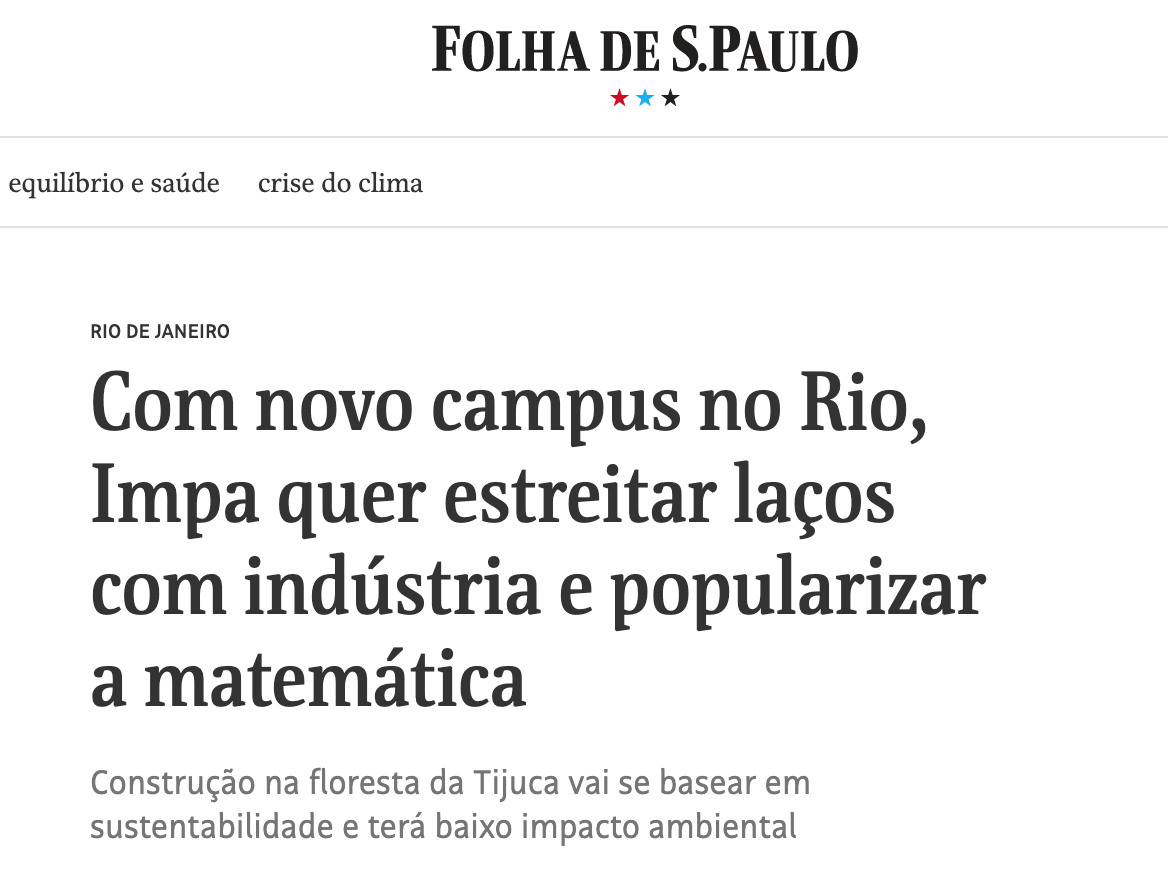 FOLHA DE S.PAULO
equilíbrio e saúde crise do clima
RIO DE JANEIRO
Com novo campus no Rio,
Impa quer estreitar laços
com indústria e popularizar
a matemática
Construção na floresta da Tijuca vai se basear em
sustentabilidade e terá baixo impacto ambiental